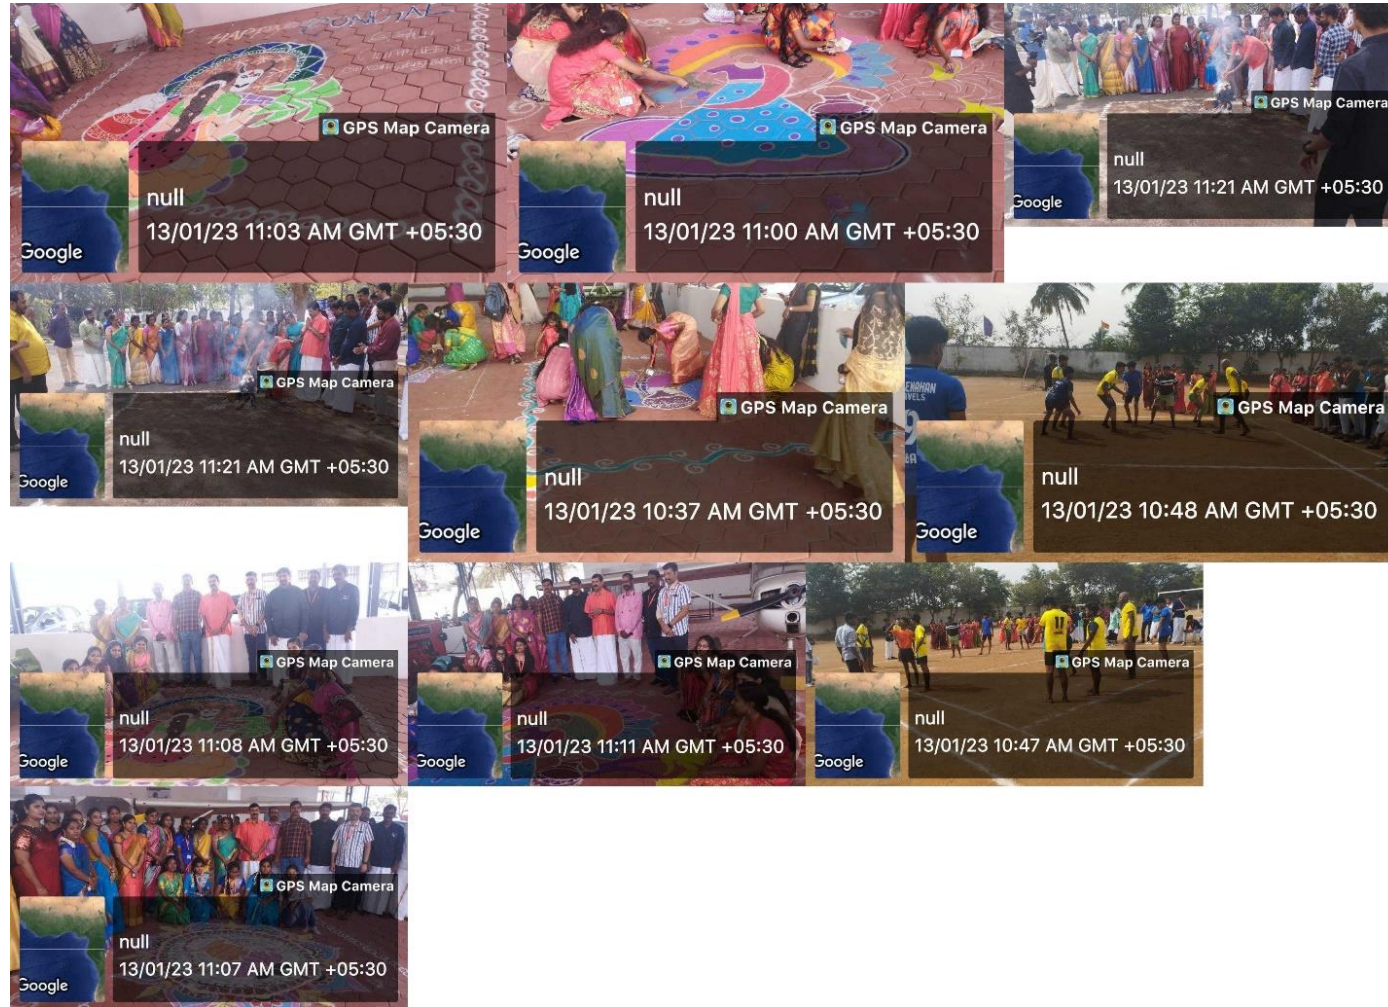 HAPPY
GPS Map Camera
null
13/01/23 11:03 AM GMT +05:30
Google
GPS Map Camera
null
13/01/23 11:00 AM GMT +05:30
Google
GPS Map Camera
null
13/01/23 11:21 AM GMT +05:30
Google
GPS Map Camera
null
13/01/23 11:21 AM GMT +05:30
Google
GPS Map Camera
null
13/01/23 10:37 AM GMT +05:30
Google
GPS Map Camera
null
13/01/23 10:48 AM GMT +05:30
Google
GPS Map Camera
null
13/01/23 11:08 AM GMT +05:30
Google
GPS Map Camera
null
13/01/23 11:11 AM GMT +05:30
Google
11
GPS Map Camera
null
13/01/23 10:47 AM GMT +05:30
Google
GPS Map Camera
null
13/01/23 11:07 AM GMT +05:30
Google